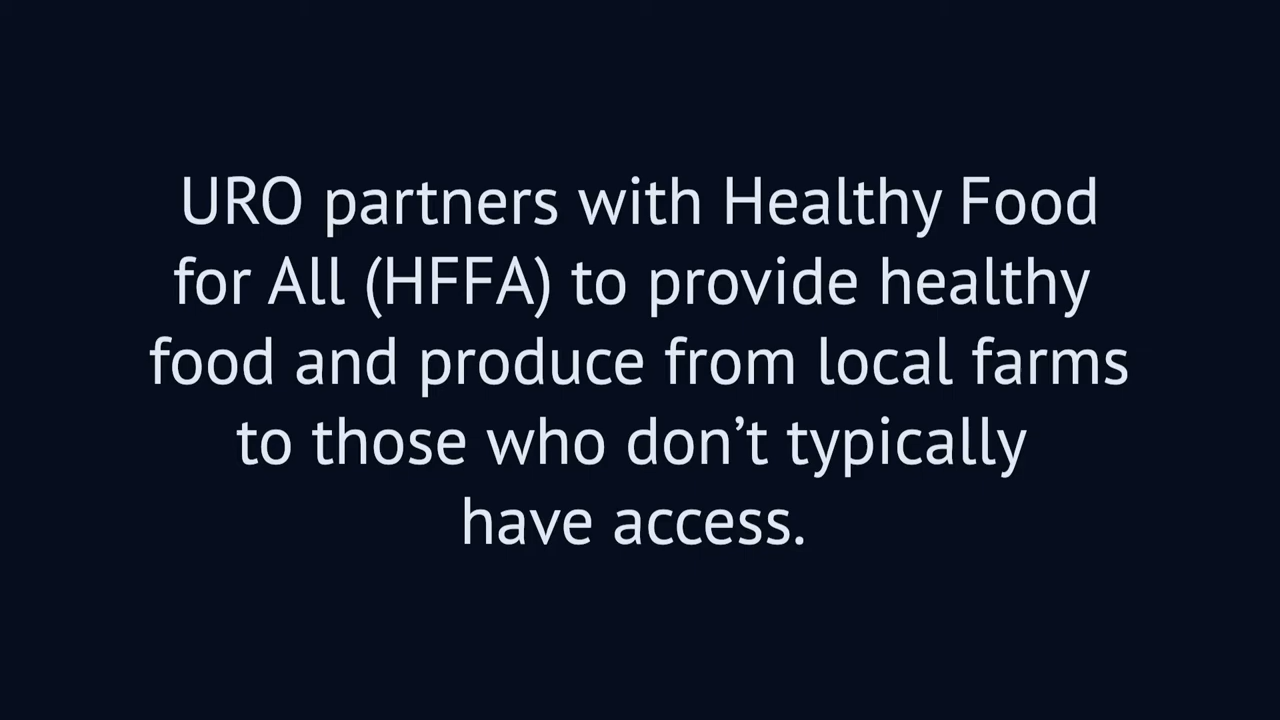 URO partners with Healthy Food
for All (HFFA) to provide healthy
food and produce from local farms
to those who don’t typically
have access.